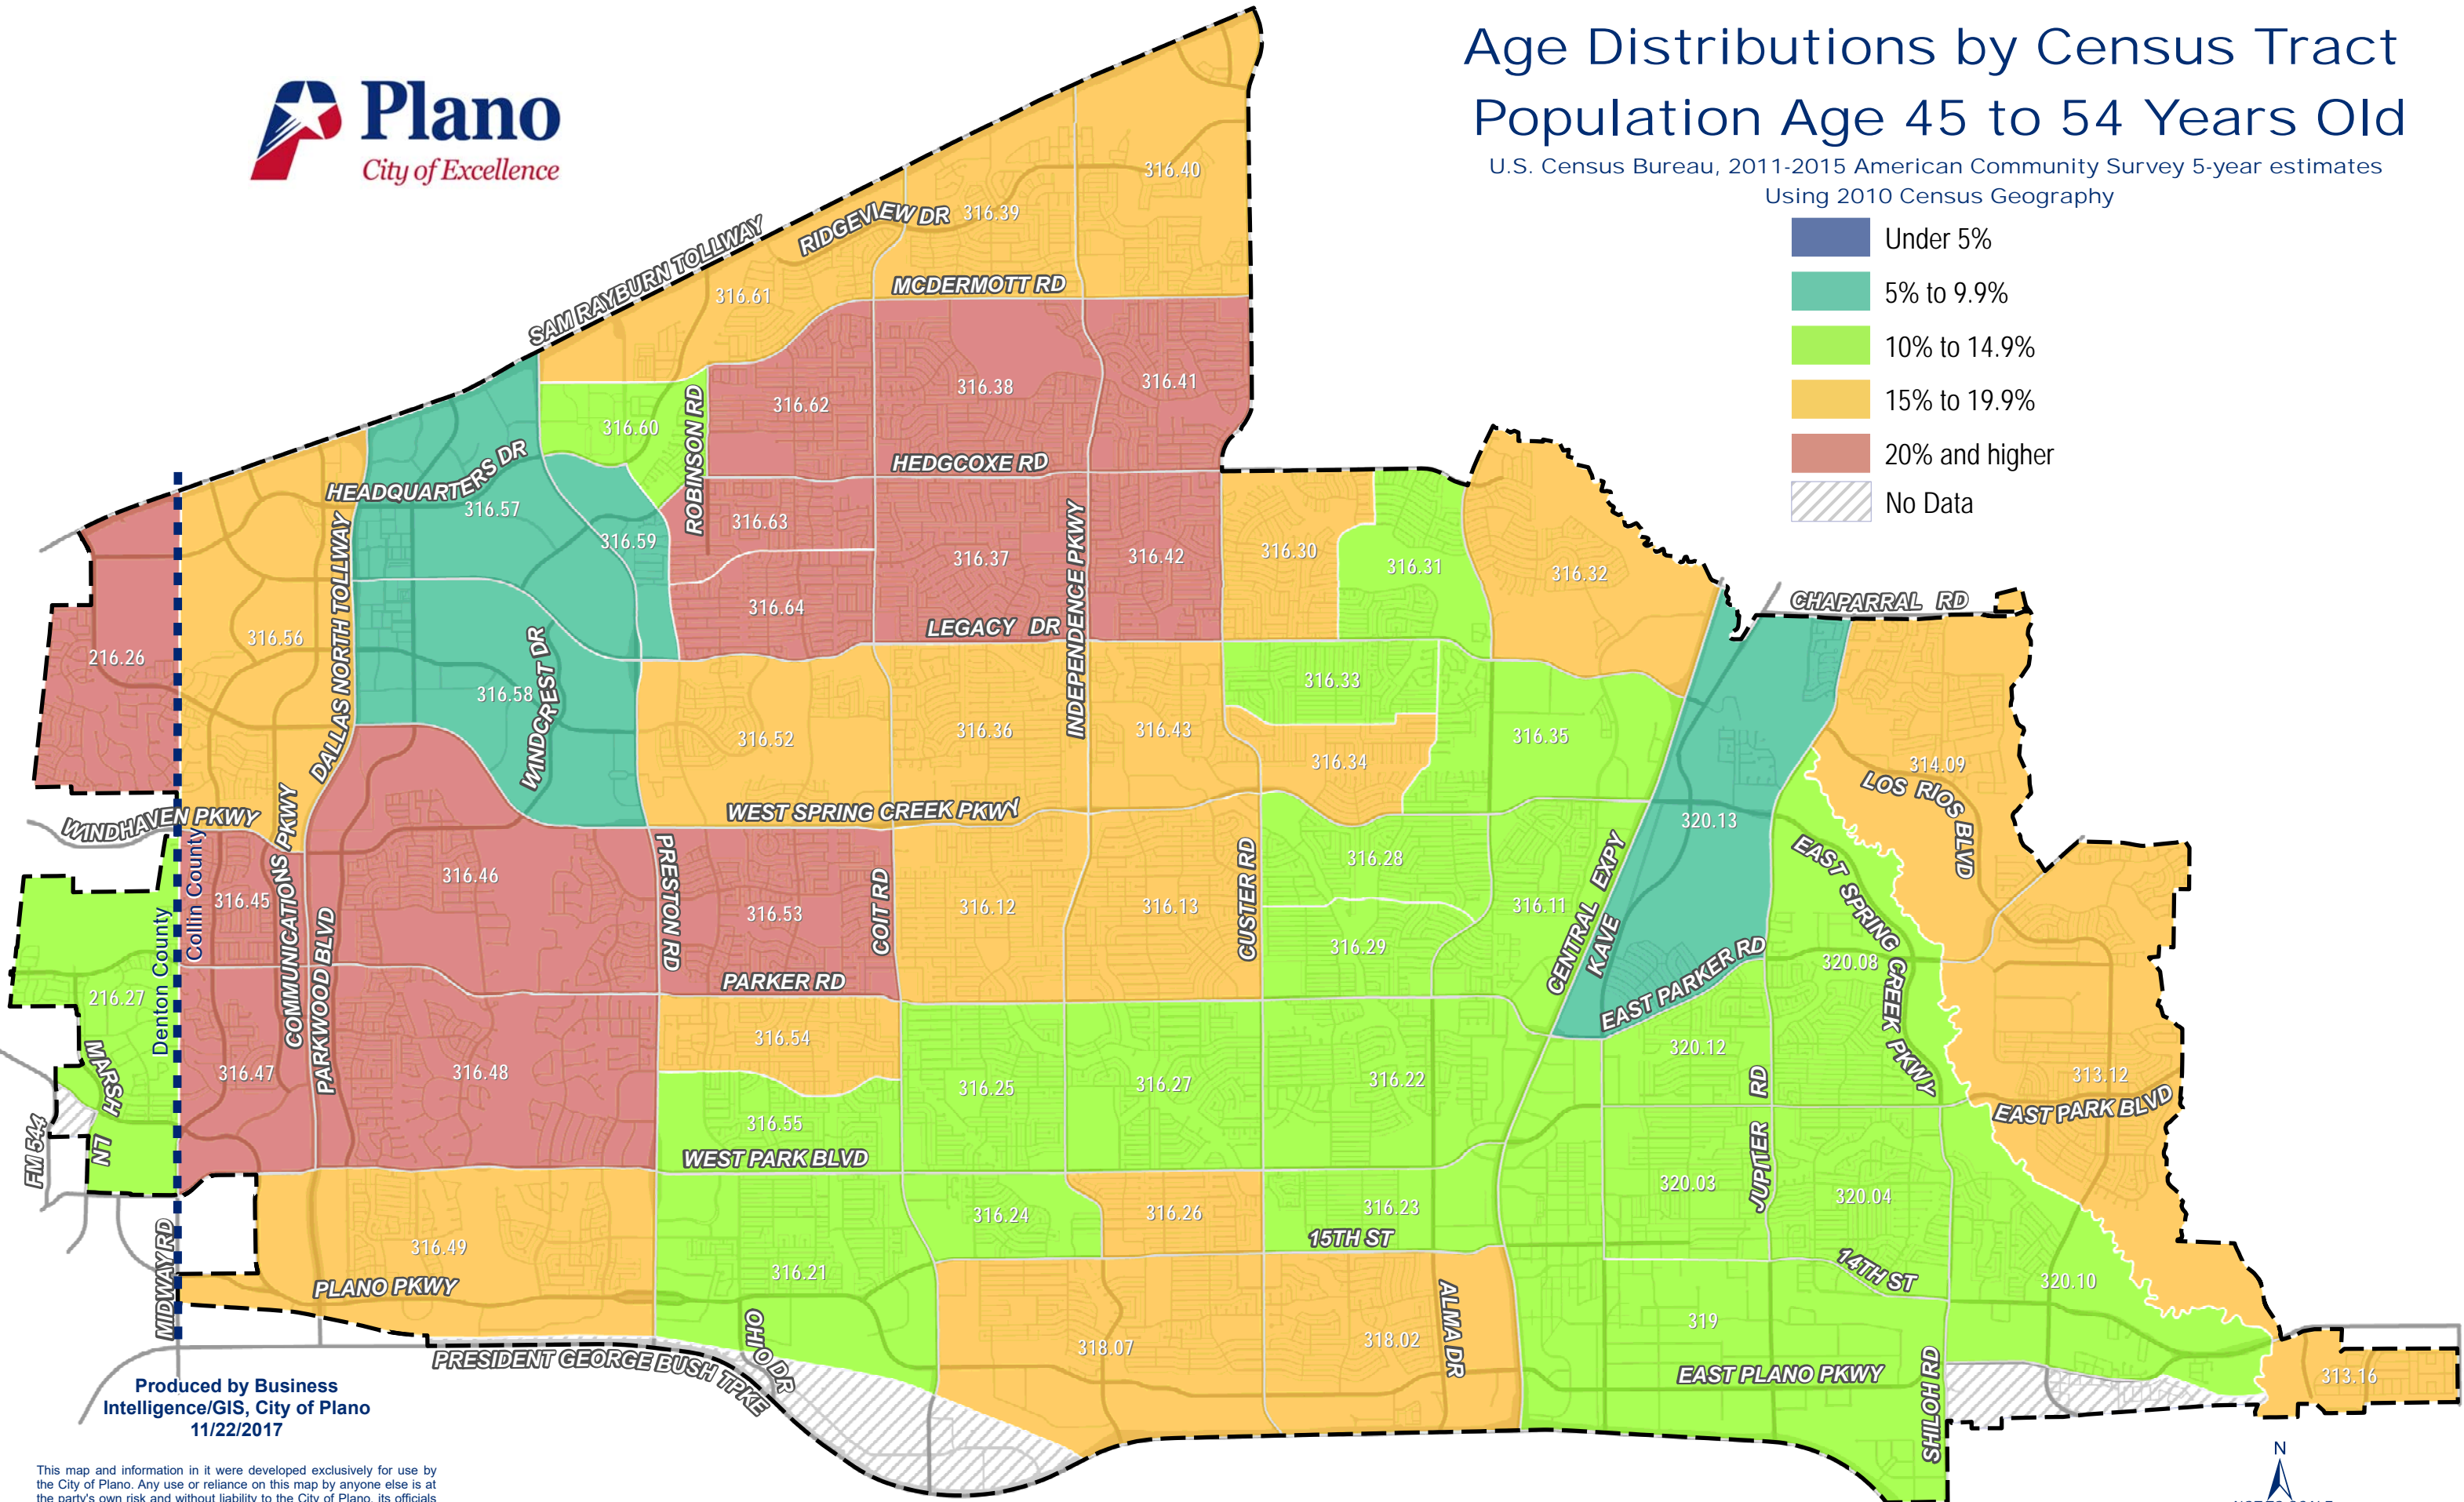 Plano
City of Excellence
Age Distributions by Census Tract
Population Age 45 to 54 Years Old
U.S. Census Bureau, 2011-2015 American Community Survey 5-year estimates
Using 2010 Census Geography
Under 5%
5% to 9.9%
10% to 14.9%
15% to 19.9%
20% and higher
No Data
316.40
316.39
RIDGEVIEW DR
SAM RAYBURN TOLLWAY
MCDERMOTT RD
316.61
316.38
316.41
316.62
316.60
ROBINSON RD
HEDGCOXE RD
HEADQUARTERS DR
316.57
316.63
316.59
316.37
INDEPENDENCE PKWY
316.42
316.30
316.31
316.32
CHAPARRAL RD
316.64
LEGACY DR
DALLAS NORTH TOLLWAY
316.56
216.26
316.58
WINDCREST DR
316.33
316.52
316.36
316.43
316.34
316.35
314.09
LOS RIOS BLVD
WEST SPRING CREEK PKWY
WINDHAVEN PKWY
COMMUNICATIONS PKWY
320.13
Denton County
Collin County
316.45
316.46
PARKWOOD BLVD
PRESTON RD
316.53
COIT RD
316.12
316.13
CUSTER RD
316.28
316.11
316.29
CENTRAL EXPY
K AVE
EAST SPRING CREEK PKWY
320.08
EAST PARKER RD
PARKER RD
216.27
MARSH LN
316.47
316.48
316.54
316.25
316.27
316.22
320.12
JUPITER RD
313.12
EAST PARK BLVD
316.55
WEST PARK BLVD
FM 544
320.03
320.04
316.24
316.26
316.23
15TH ST
MIDWAY RD
316.49
PLANO PKWY
316.21
14TH ST
320.10
OHIO DR
318.07
318.02
ALMA DR
319
EAST PLANO PKWY
SHILOH RD
313.16
PRESIDENT GEORGE BUSH TPKE
Produced by Business
Intelligence/GIS, City of Plano
11/22/2017
This map and information in it were developed exclusively for use by
the City of Plano. Any use or reliance on this map by anyone else is at
the party's own risk and without liability to the City of Plano, its officials
N